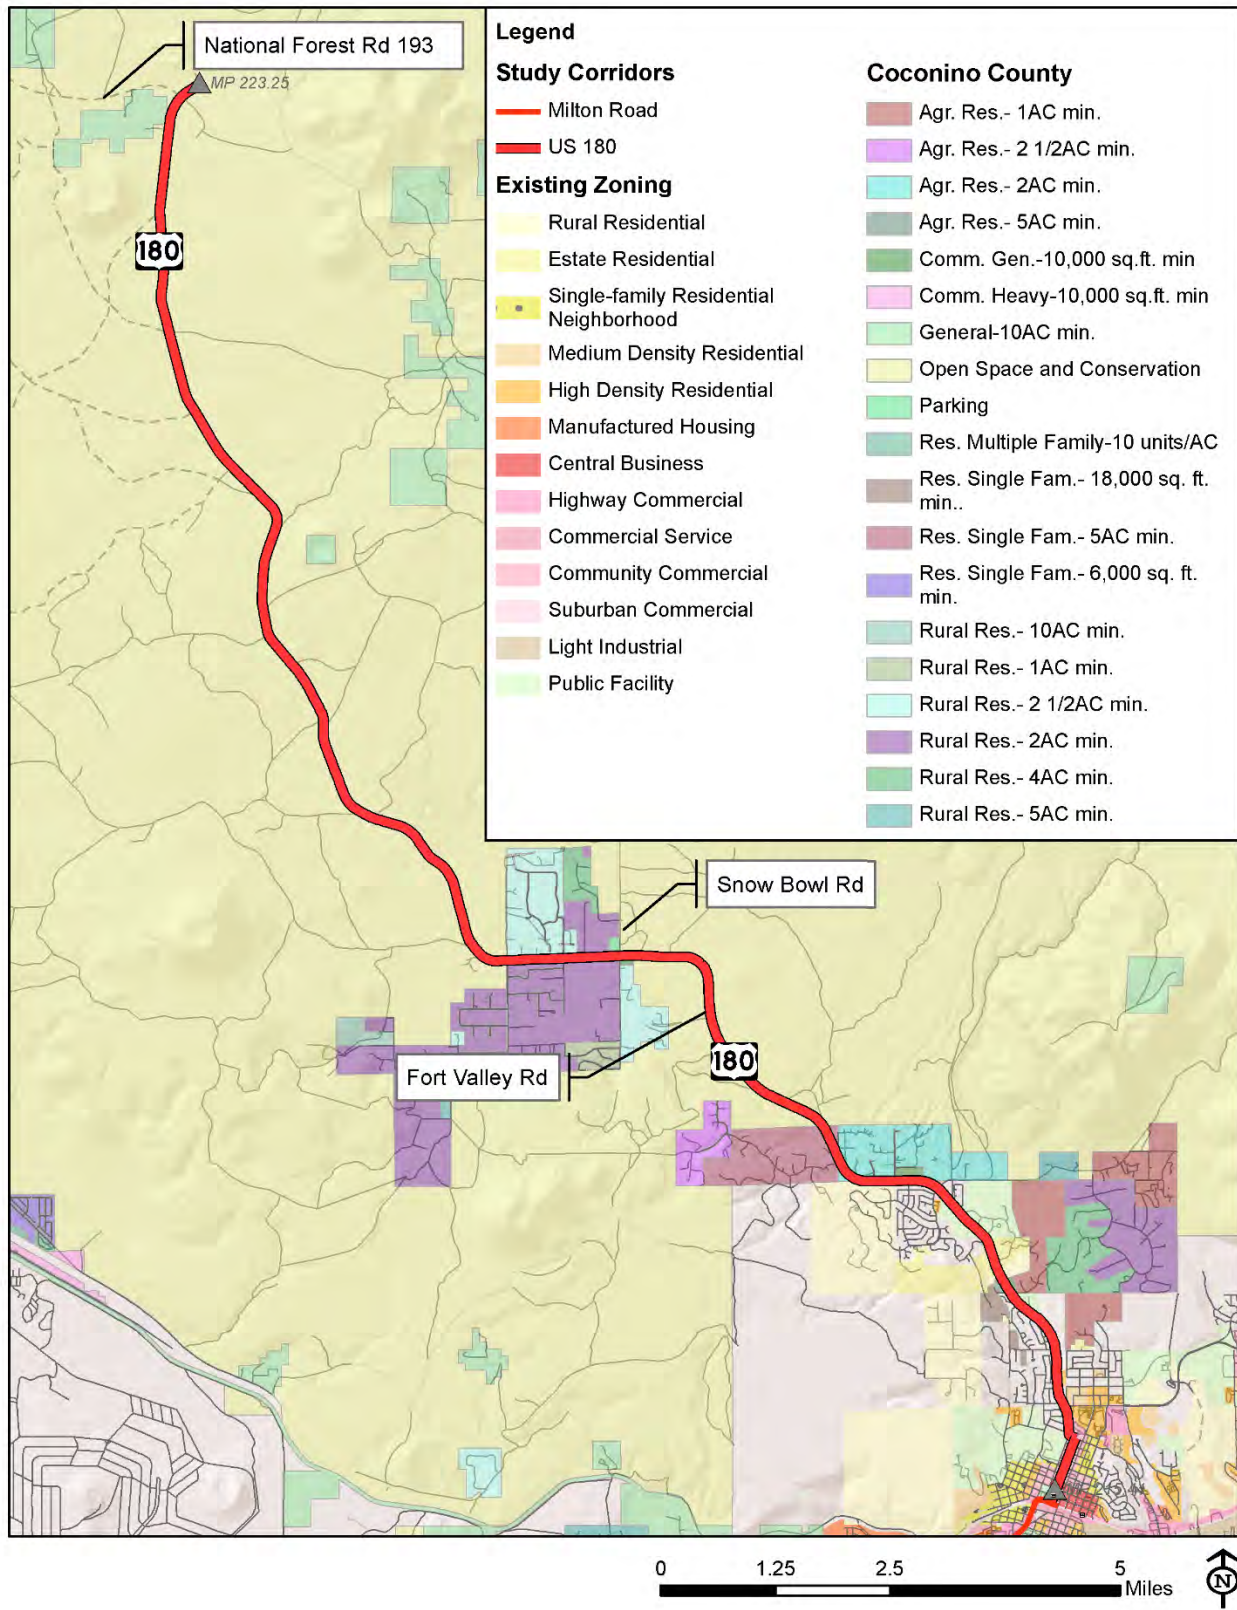 National Forest Rd 193
MP 223.25
180
Legend
Study Corridors
Milton Road
US 180
Existing Zoning
Rural Residential
Estate Residential
Single-family Residential
Neighborhood
Medium Density Residential
High Density Residential
Manufactured Housing
Central Business
Highway Commercial
Commercial Service
Community Commercial
Suburban Commercial
Light Industrial
Public Facility
Coconino County
Agr. Res.- 1AC min.
Agr. Res.- 2 1/2AC min.
Agr. Res.- 2AC min.
Agr. Res.- 5AC min.
Comm. Gen.-10,000 sq.ft. min
Comm. Heavy-10,000 sq.ft. min
General-10AC min.
Open Space and Conservation
Parking
Res. Multiple Family-10 units/AC
Res. Single Fam.- 18,000 sq. ft.
min..
Res. Single Fam.- 5AC min.
Res. Single Fam.- 6,000 sq. ft.
min.
Rural Res.- 10AC min.
Rural Res.- 1AC min.
Rural Res.- 2 1/2AC min.
Rural Res.- 2AC min.
Rural Res.- 4AC min.
Rural Res.- 5AC min.
Snow Bowl Rd
Fort Valley Rd
180
0 1.25 2.5 5
Miles
N